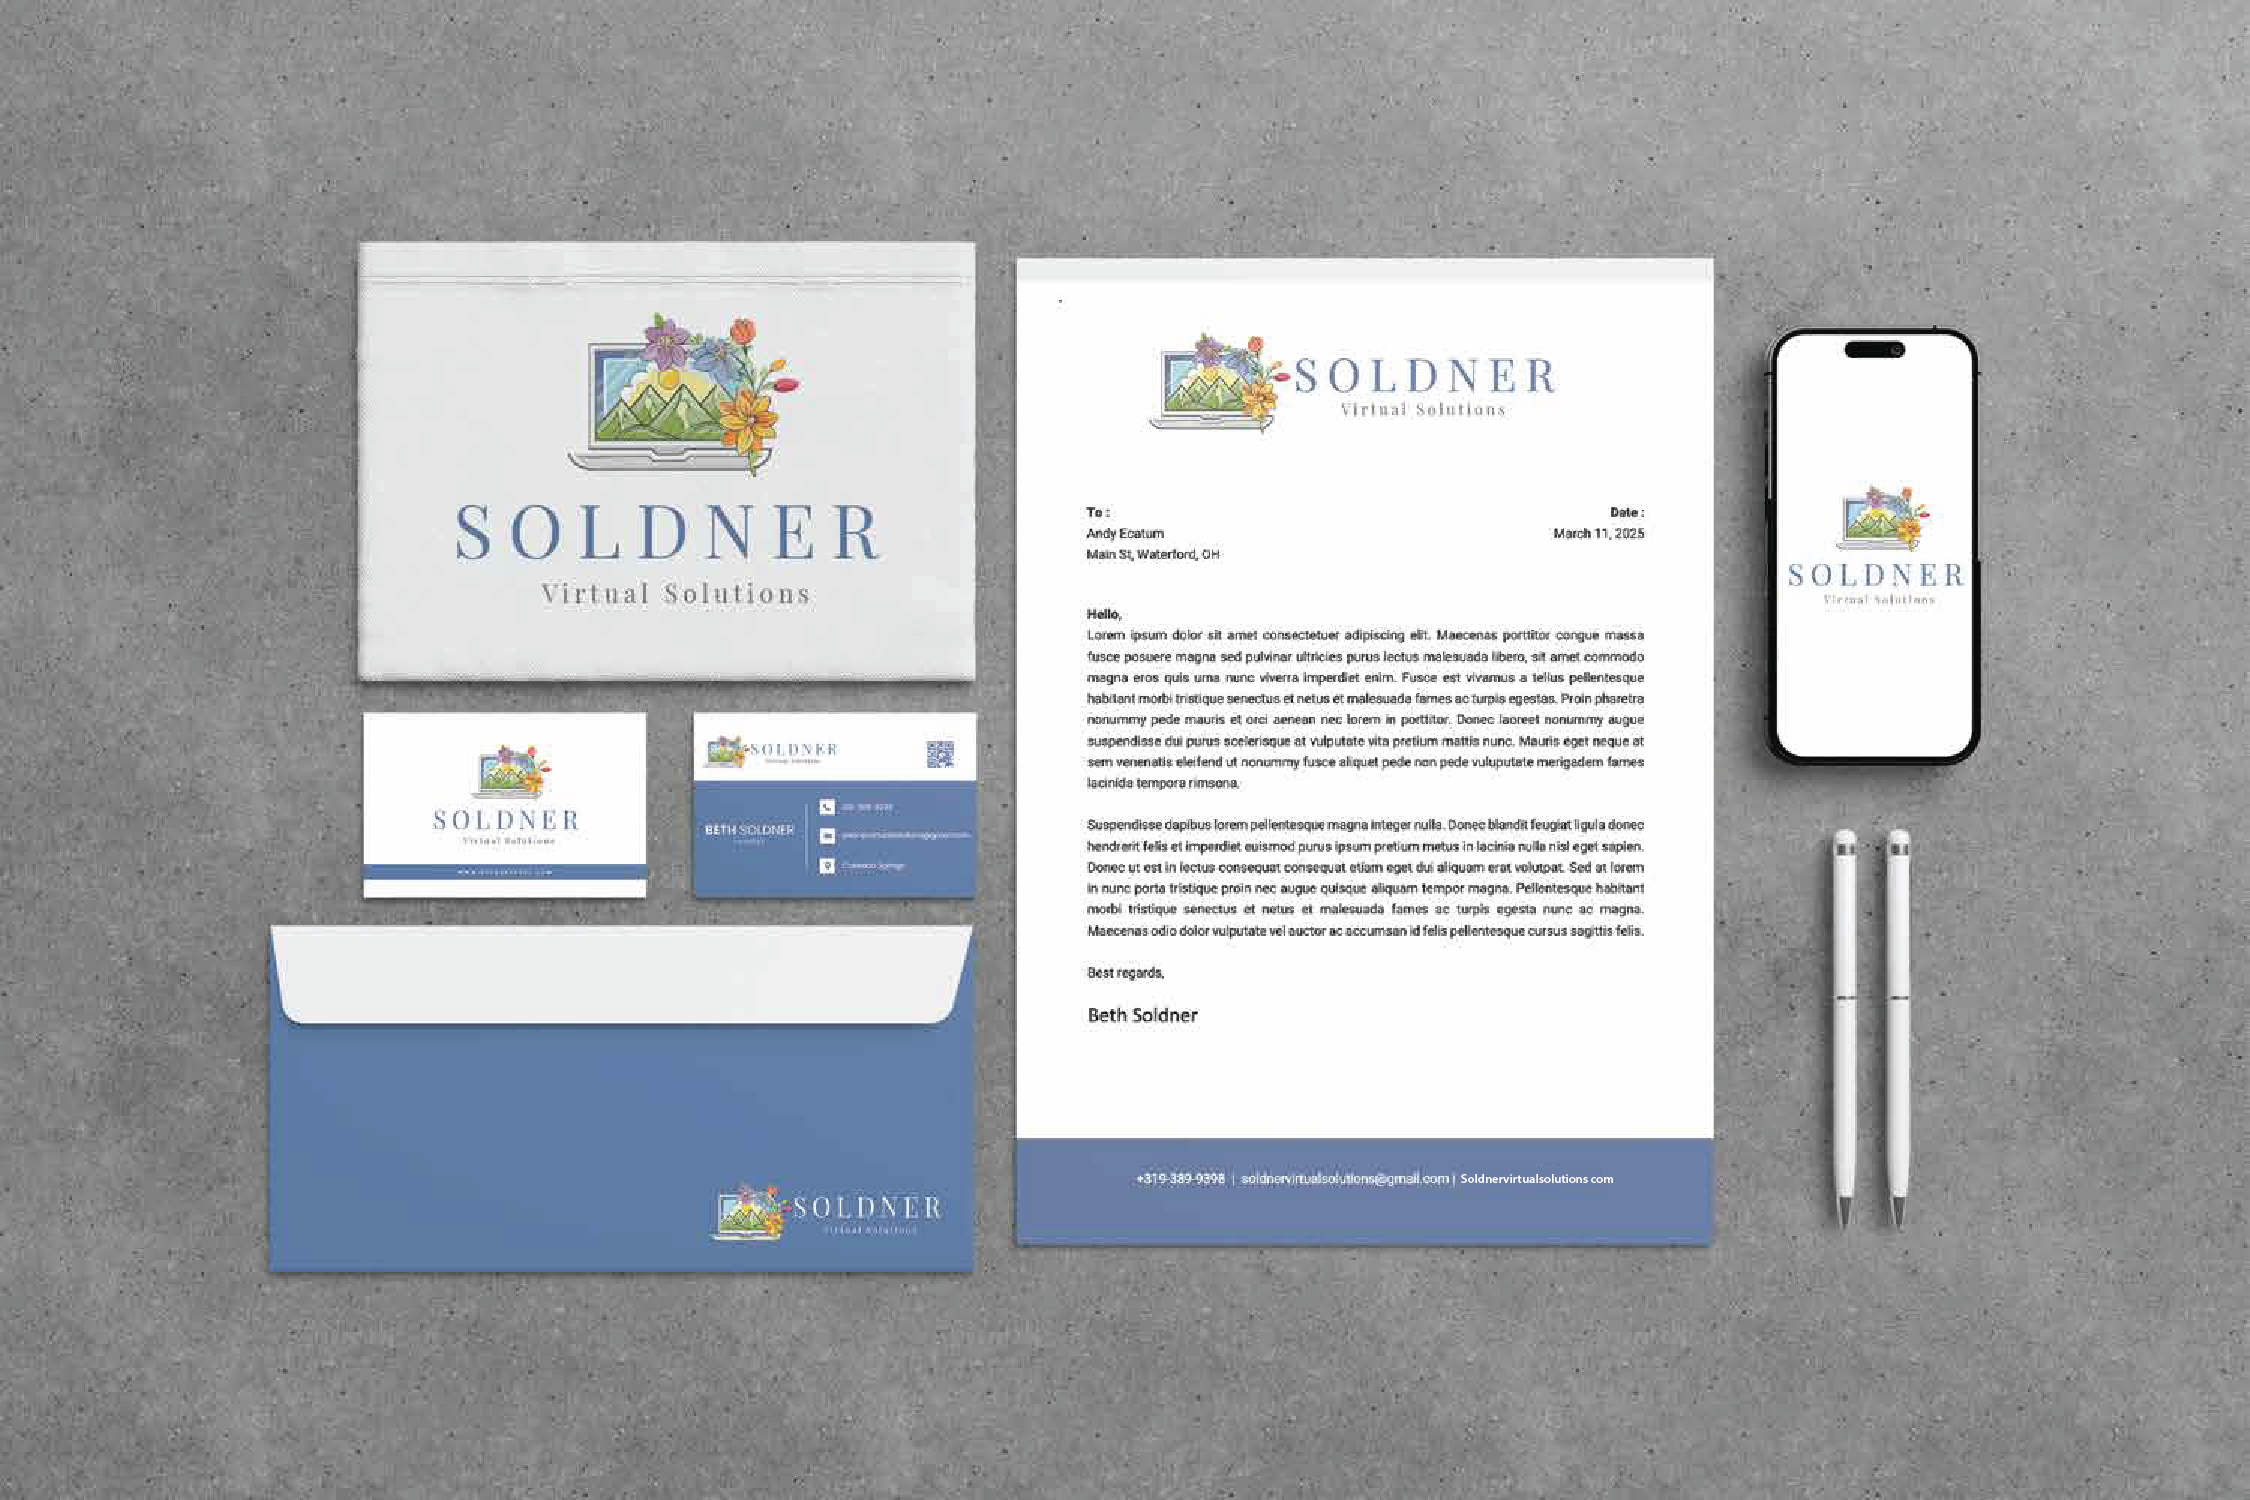 SOLDNER
Virtual Solutions
SOLDNER
Virtual Solutions
To :
Andy Ecatum
Main St, Waterford, OH
Date :
March 11, 2025
Hello,
Lorem ipsum dolor sit amet consectetuer adipiscing elit. Maecenas porttitor congue massa
fusce posuere magna sed pulvinar ultricies purus lectus malesuada libero, sit amet commodo
magna eros quis urna nunc viverra imperdiet enim. Fusce est vivamus a tellus pellentesque
habitant morbi tristique senectus et netus et malesuada fames ac turpis egestas. Proin pharetra
nonummy pede mauris et orci aenean nec lorem in porttitor. Donec laoreet nonummy augue
suspendisse dui purus scelerisque at vulputate vita pretium mattis nunc. Mauris eget neque at
sem venenatis eleifend ut nonummy fusce aliquet pede non pede vuluputate merigadem fames
lacinida tempora rimsona.
Suspendisse dapibus lorem pellentesque magna integer nulla. Donec blandit feugiat ligula donec
hendrerit felis et imperdiet euismod purus ipsum pretium metus in lacinia nulla nisl eget sapien.
Donec ut est in lectus consequat consequat etiam eget dui aliquam erat volutpat. Sed at lorem
in nunc porta tristique proin nec augue quisque aliquam tempor magna. Pellentesque habitant
morbi tristique senectus et netus et malesuada fames ac turpis egesta nunc ac magna.
Maecenas odio dolor vulputate vel auctor ac accumsan id felis pellentesque cursus sagittis felis.
Best regards,
Beth Soldner
+319-389-9398 | soldnervirtualsolutions@gmail.com | Soldnervirtualsolutions com
SOLDNER
Virtual Solutions
SOLDNER
Virtual Solutions
SOLDNER
Virtual Solutions
BETH SOLDNER
Colorado Springs
SOLDNER
Virtual Solutions